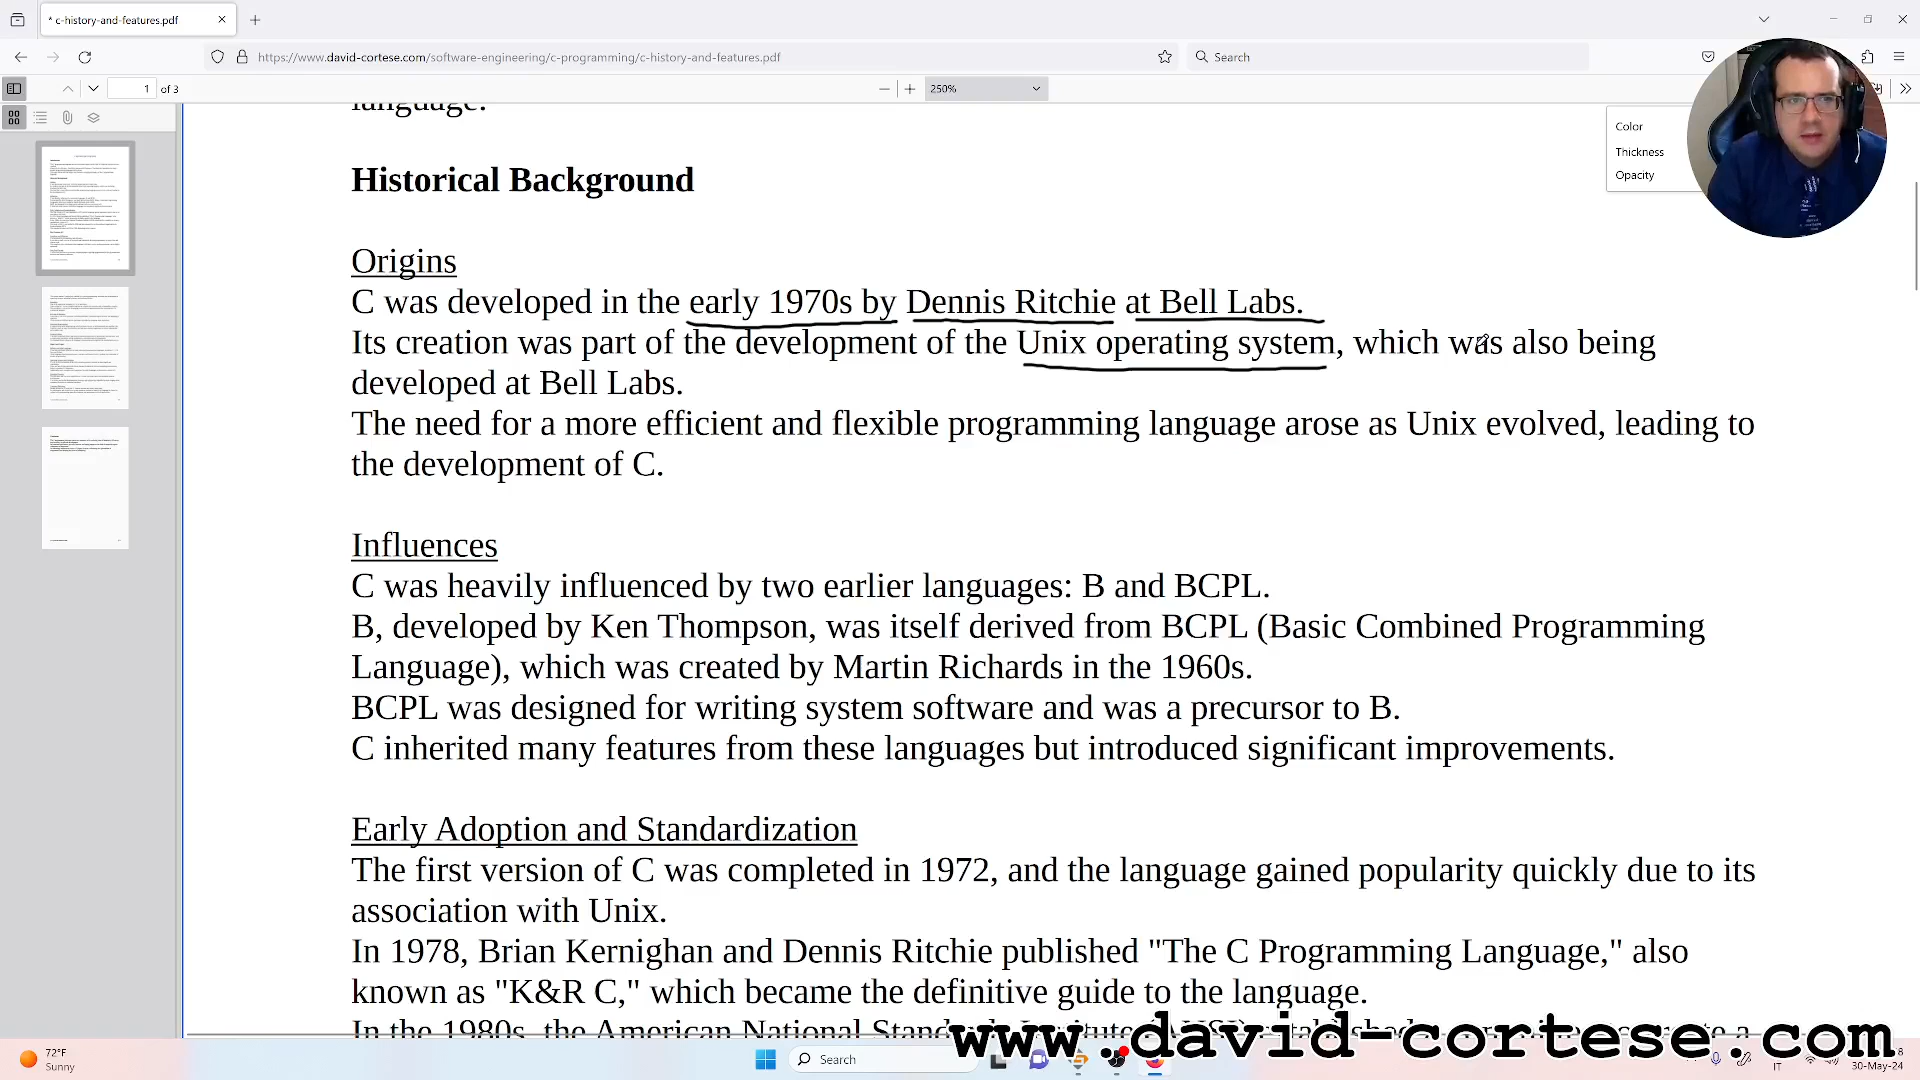 * c-history-and-features.pdf
https://www.david-cortese.com/software-engineering/c-programming/c-history-and-features.pdf
Search
1 of 3
250%
Color
Thickness
Opacity
language.
Historical Background
Origins
C was developed in the early 1970s by Dennis Ritchie at Bell Labs.
Its creation was part of the development of the Unix operating system, which was also being
developed at Bell Labs.
The need for a more efficient and flexible programming language arose as Unix evolved, leading to
the development of C.
Influences
C was heavily influenced by two earlier languages: B and BCPL.
B, developed by Ken Thompson, was itself derived from BCPL (Basic Combined Programming
Language), which was created by Martin Richards in the 1960s.
BCPL was designed for writing system software and was a precursor to B.
C inherited many features from these languages but introduced significant improvements.
Early Adoption and Standardization
The first version of C was completed in 1972, and the language gained popularity quickly due to its
association with Unix.
In 1978, Brian Kernighan and Dennis Ritchie published "The C Programming Language," also
known as "K&R C," which became the definitive guide to the language.
In the 1980s, the American National
www.david-cortese.com
72°F
Sunny
Search
IT
30-May-24